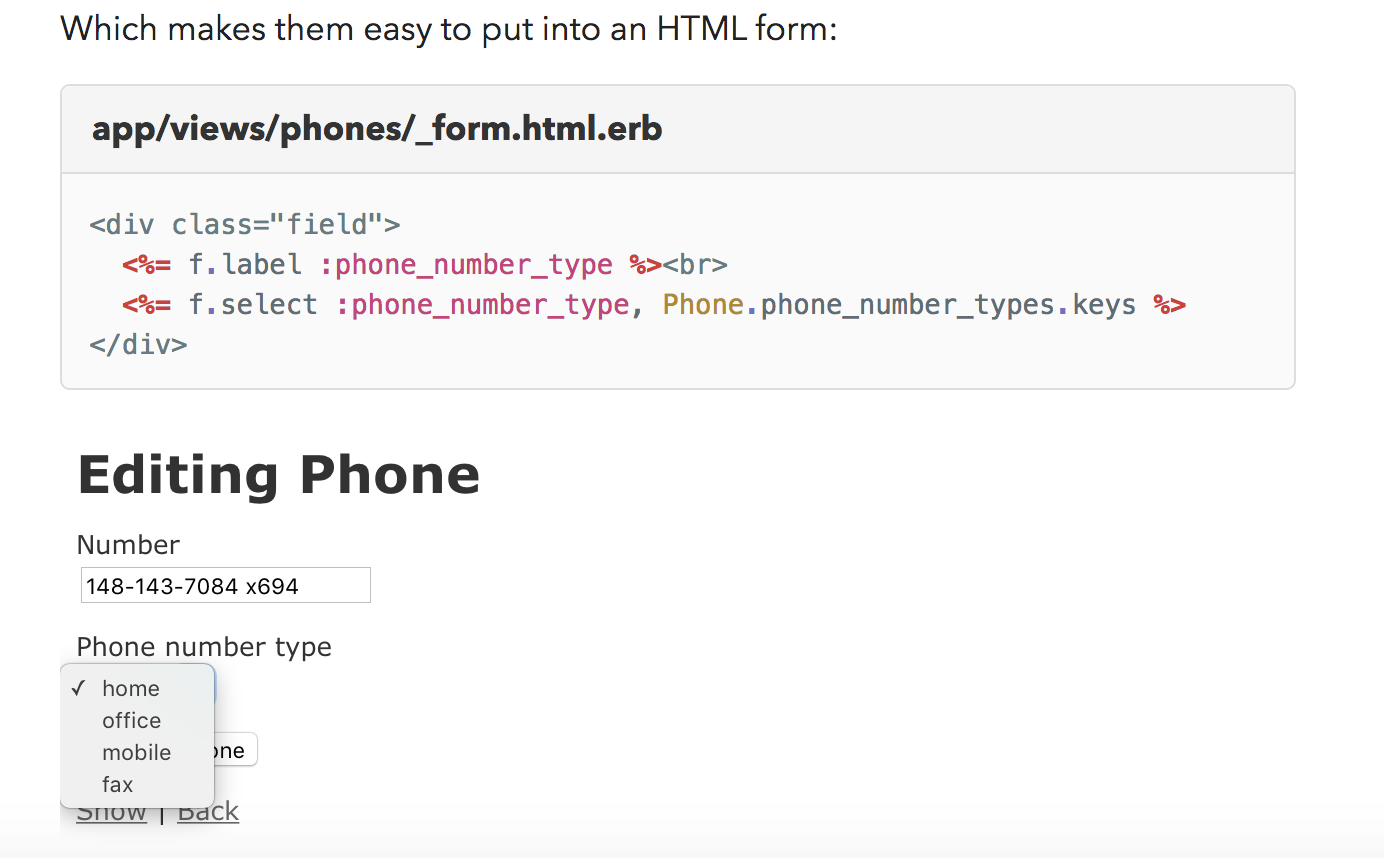 Which makes them easy to put into an HTML form:
app/views/phones/_form.html.erb
<div class="field">
  <%= f.label :phone_number_type %><br>
  <%= f.select :phone_number_type, Phone.phone_number_types.keys %>
</div>
Editing Phone
Number
148-143-7084 x694
Phone number type
✓ home
office
mobile
fax
Show | Back